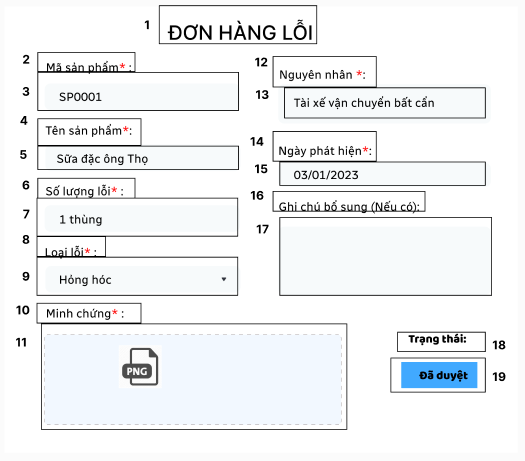 1 ĐƠN HÀNG LỖI
2 Mã sản phẩm* :
3 SP0001
4 Tên sản phẩm*:
5 Sữa đặc ông Thọ
6 Số lượng lỗi* :
7 1 thùng
8 Loại lỗi* :
9 Hỏng hóc
10 Minh chứng* :
11 PNG
12 Nguyên nhân *:
13 Tài xế vận chuyển bất cẩn
14 Ngày phát hiện*:
15 03/01/2023
16 Ghi chú bổ sung (Nếu có):
17
Trạng thái: 18
Đã duyệt 19